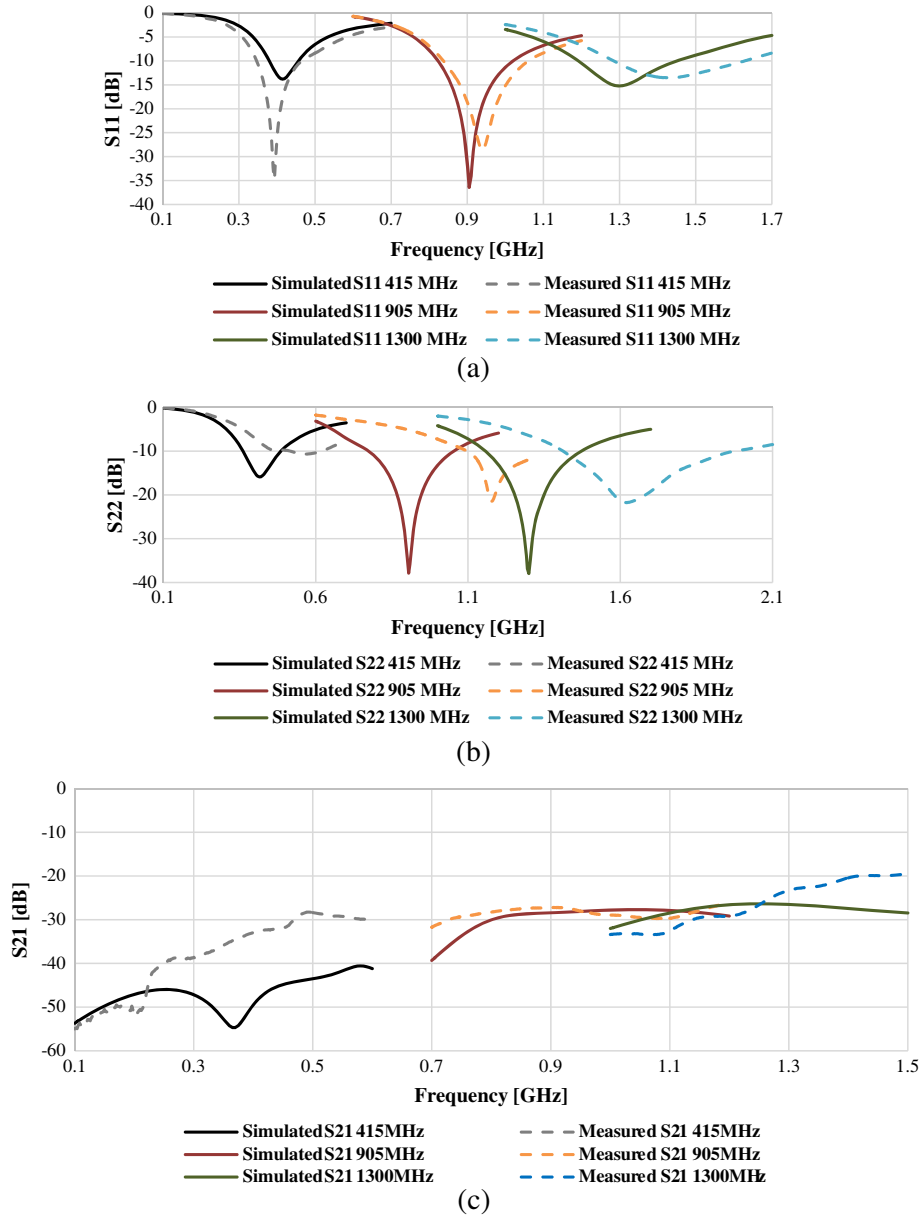 0
-5
-10
-15
-20
-25
-30
-35
-40
S11 [dB]
0.1 0.3 0.5 0.7 0.9 1.1 1.3 1.5 1.7
Frequency [GHz]
Simulated S11 415 MHz Measured S11 415 MHz
Simulated S11 905 MHz Measured S11 905 MHz
Simulated S11 1300 MHz Measured S11 1300 MHz
(a)
0
-10
-20
-30
-40
S22 [dB]
0.1 0.6 1.1 1.6 2.1
Frequency [GHz]
Simulated S22 415 MHz Measured S22 415 MHz
Simulated S22 905 MHz Measured S22 905 MHz
Simulated S22 1300 MHz Measured S22 1300 MHz
(b)
0
-10
-20
-30
-40
-50
-60
S21 [dB]
0.1 0.3 0.5 0.7 0.9 1.1 1.3 1.5
Frequency [GHz]
Simulated S21 415MHz Measured S21 415MHz
Simulated S21 905MHz Measured S21 905MHz
Simulated S21 1300MHz Measured S21 1300MHz
(c)